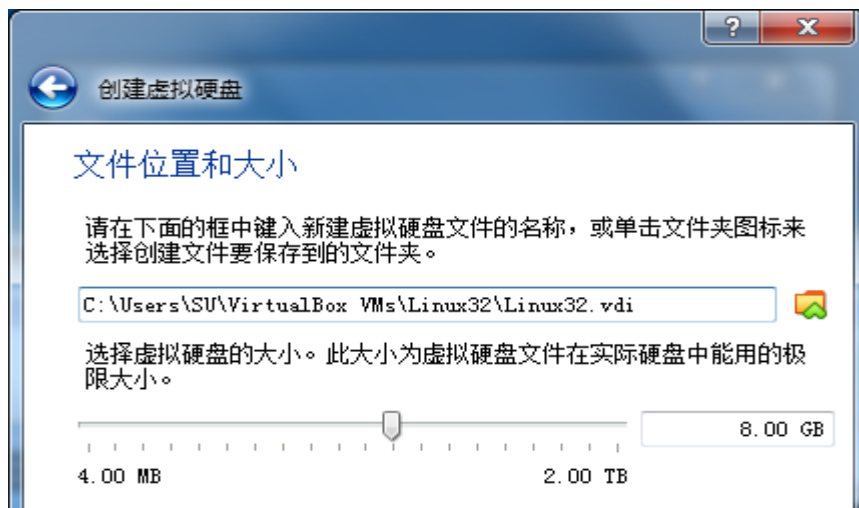 ?
x
创建虚拟硬盘
文件位置和大小
请在下面的框中键入新建虚拟硬盘文件的名称，或单击文件夹图标来
选择创建文件要保存到的文件夹。
C:\Users\SU\VirtualBox VMs\Linux32\Linux32.vdi
选择虚拟硬盘的大小。此大小为虚拟硬盘文件在实际硬盘中能用的极
限大小。
8.00 GB
4.00 MB 2.00 TB